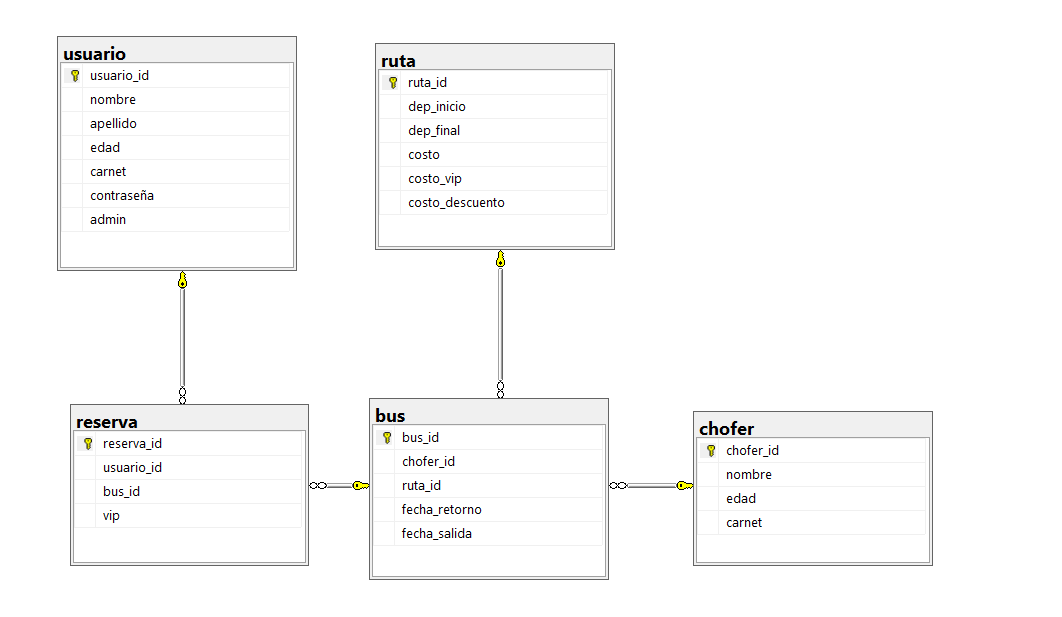 usuario
usuario_id
nombre
apellido
edad
carnet
contraseña
admin
ruta
ruta_id
dep_inicio
dep_final
costo
costo_vip
costo_descuento
reserva
reserva_id
usuario_id
bus_id
vip
bus
bus_id
chofer_id
ruta_id
fecha_retorno
fecha_salida
chofer
chofer_id
nombre
edad
carnet